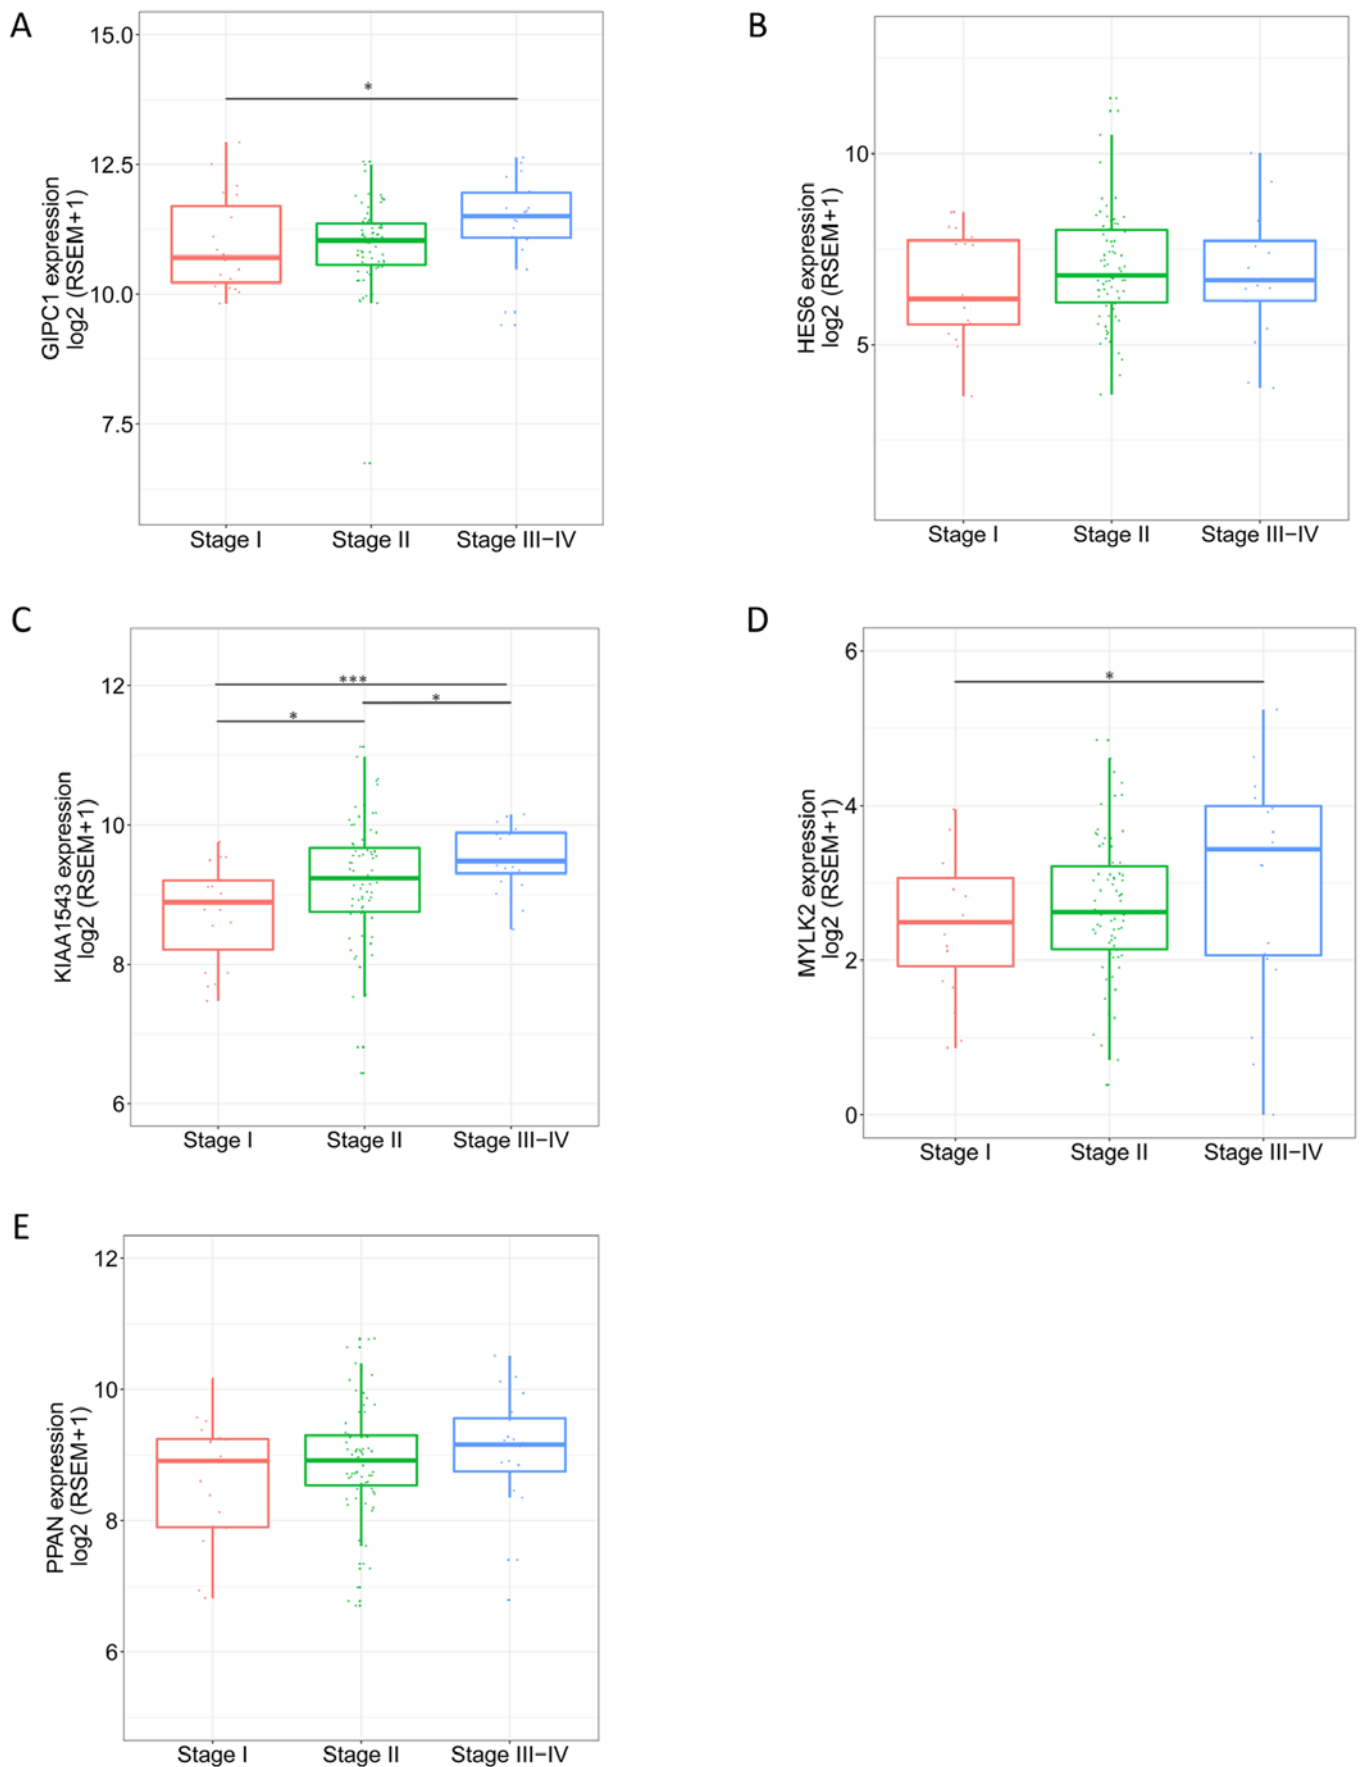 A
GIPC1 expression
log2 (RSEM+1)
15.0
12.5
10.0
7.5
*
Stage I Stage II Stage III−IV
B
HES6 expression
log2 (RSEM+1)
10
5
Stage I Stage II Stage III−IV
C
KIAA1543 expression
log2 (RSEM+1)
12
10
8
6
***
*
*
Stage I Stage II Stage III−IV
D
MYLK2 expression
log2 (RSEM+1)
6
4
2
0
*
Stage I Stage II Stage III−IV
E
PPAN expression
log2 (RSEM+1)
12
10
8
6
Stage I Stage II Stage III−IV